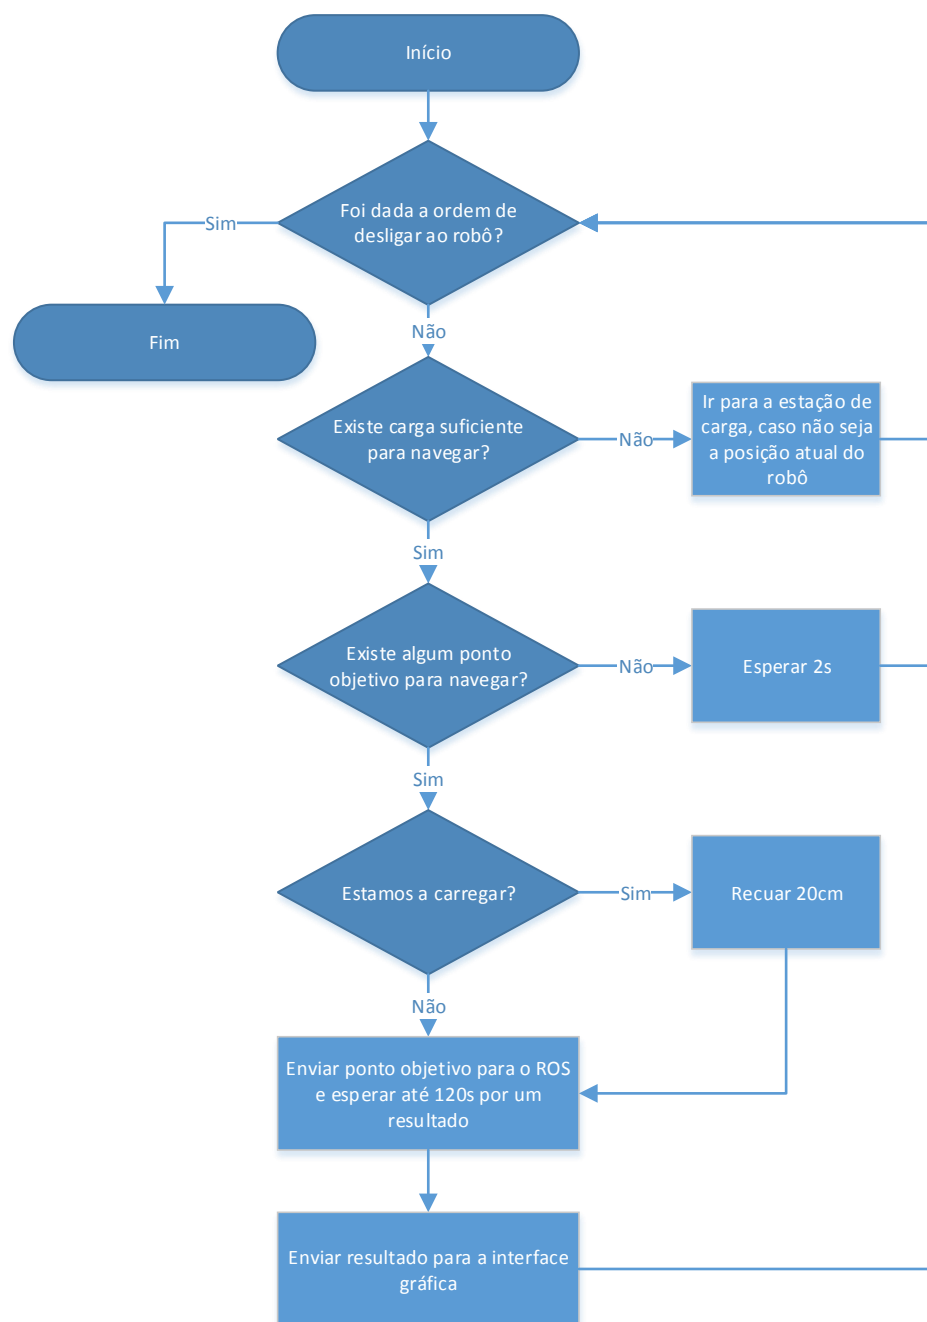 Início
Foi dada a ordem de
desligar ao robô?
Sim
Fim
Não
Existe carga suficiente
para navegar?
Não
Ir para a estação de
carga, caso não seja
a posição atual do
robô
Sim
Existe algum ponto
objetivo para navegar?
Não
Esperar 2s
Sim
Estamos a carregar?
Sim
Recuar 20cm
Não
Enviar ponto objetivo para o ROS
e esperar até 120s por um
resultado
Enviar resultado para a interface
gráfica